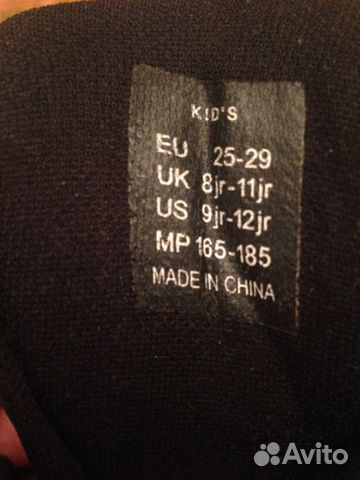 KID'S
EU 25-29
UK 8jr-11jr
US 9jr-12jr
MP 165-185
MADE IN CHINA
Avito